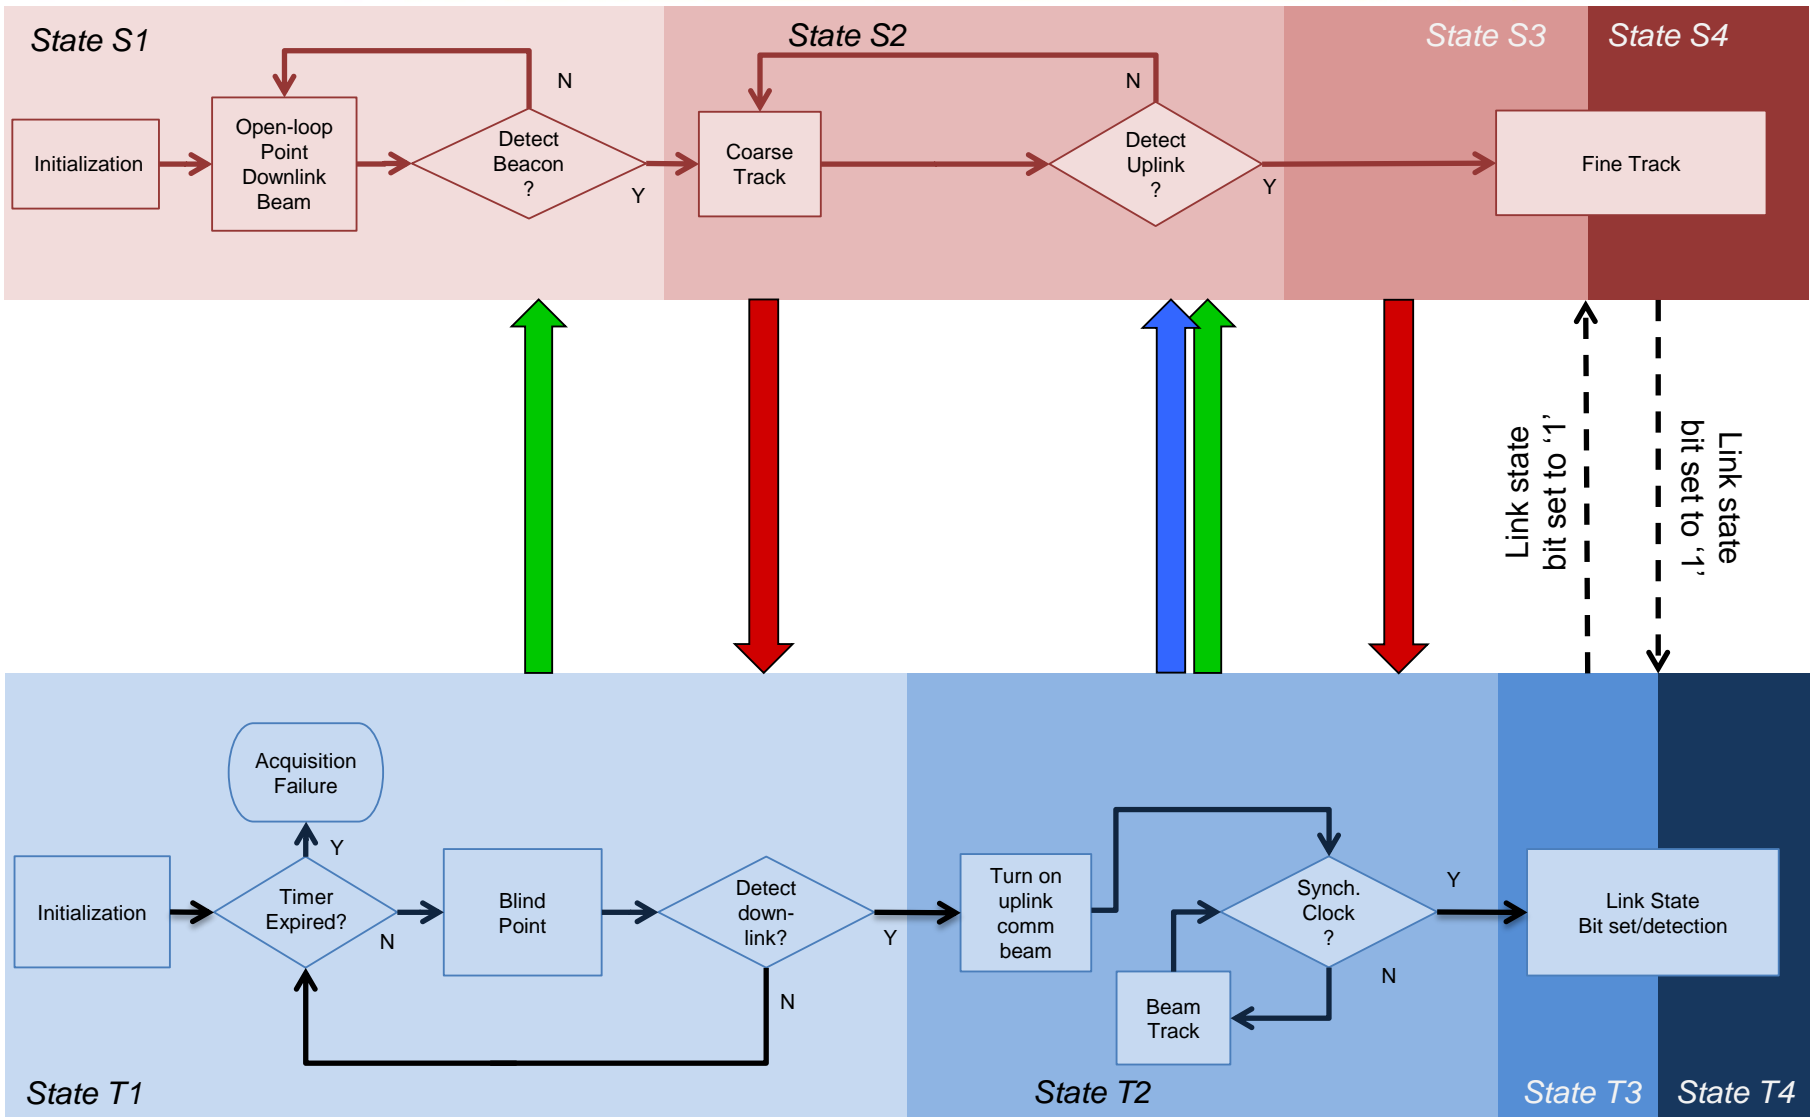 State S1
State S2
State S3
State S4
N
N
Initialization
Open-loop
Point
Downlink
Beam
Detect
Beacon
?
Y
Coarse
Track
Detect
Uplink
?
Y
Fine Track
Link state
bit set to ‘1’
Link state
bit set to ‘1’
Acquisition
Failure
Y
Initialization
Timer
Expired?
N
Blind
Point
Detect
down-
link?
Y
N
Turn on
uplink
comm
beam
Synch.
Clock
?
Y
N
Beam
Track
Link State
Bit set/detection
State T1
State T2
State T3
State T4